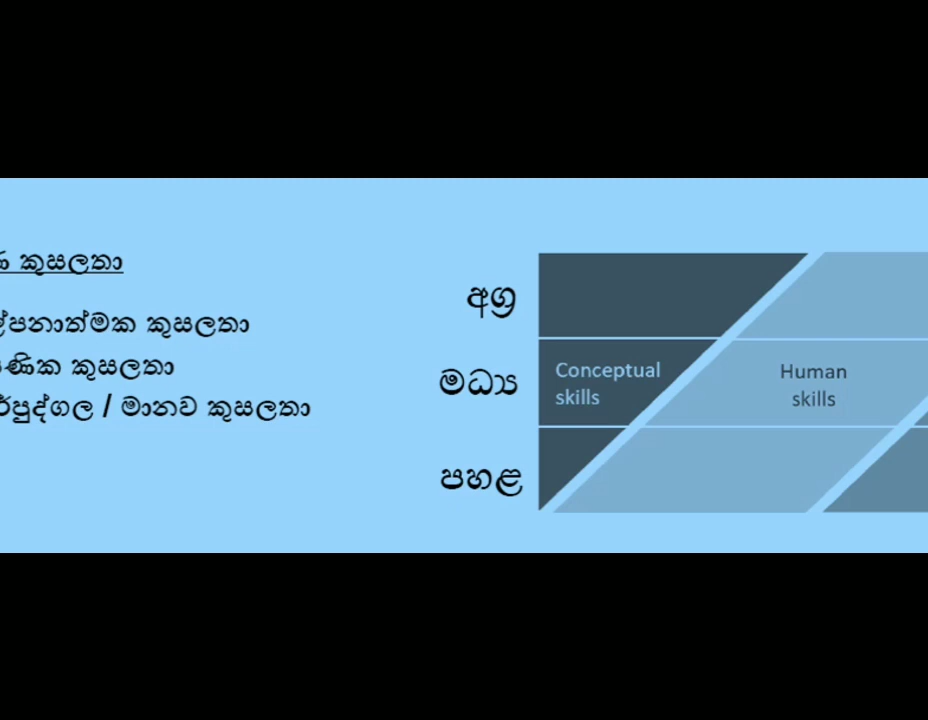 කුසලතා
කුසලතා
කුසලතා
/ මානව කුසලතා
අග්‍ර
මධ්‍ය
පහළ
Conceptual
skills
Human
skills